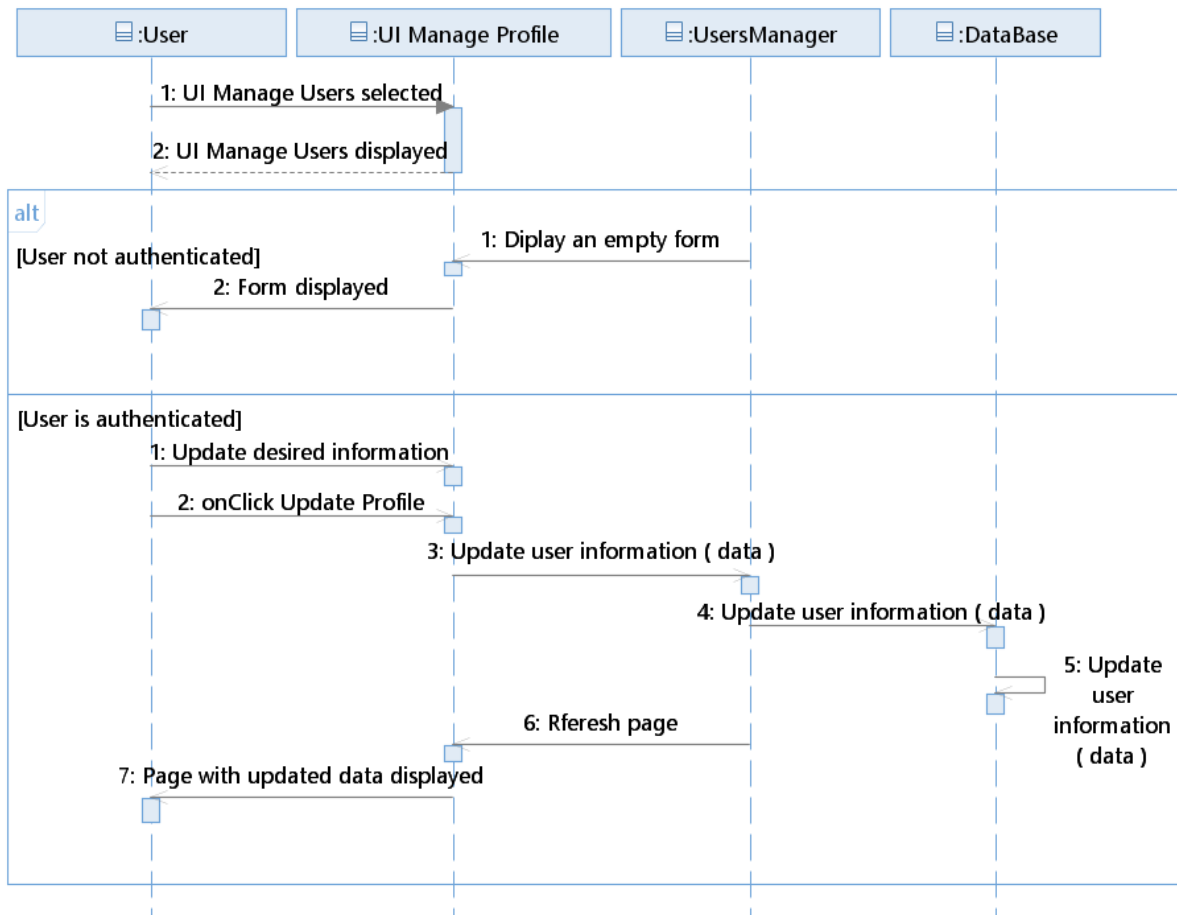 :User
:UI Manage Profile
:UsersManager
:DataBase
1: UI Manage Users selected
2: UI Manage Users displayed
alt
1: Diplay an empty form
[User not authenticated]
2: Form displayed
[User is authenticated]
1: Update desired information
2: onClick Update Profile
3: Update user information ( data )
4: Update user information ( data )
5: Update
user
information
( data )
6: Rferesh page
7: Page with updated data displayed